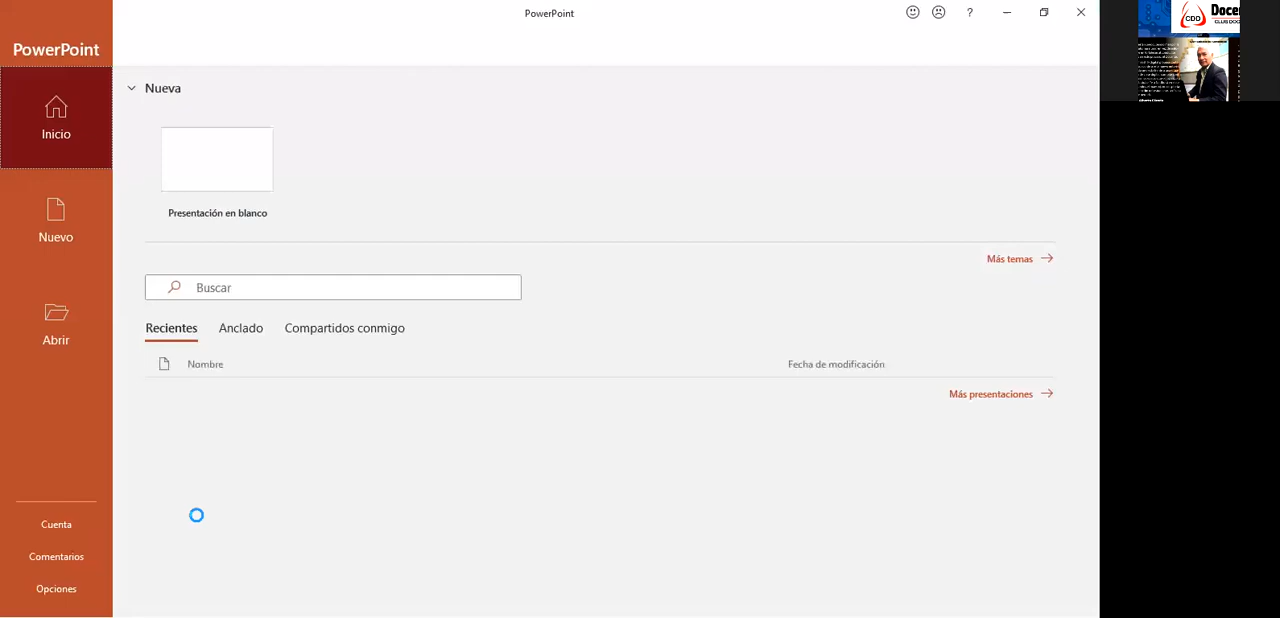 PowerPoint
PowerPoint
?
Inicio
Nuevo
Abrir
Cuenta
Comentarios
Opciones
Nueva
Presentación en blanco
Más temas
Buscar
Recientes Anclado Compartidos conmigo
Nombre Fecha de modificación
Más presentaciones
CDD